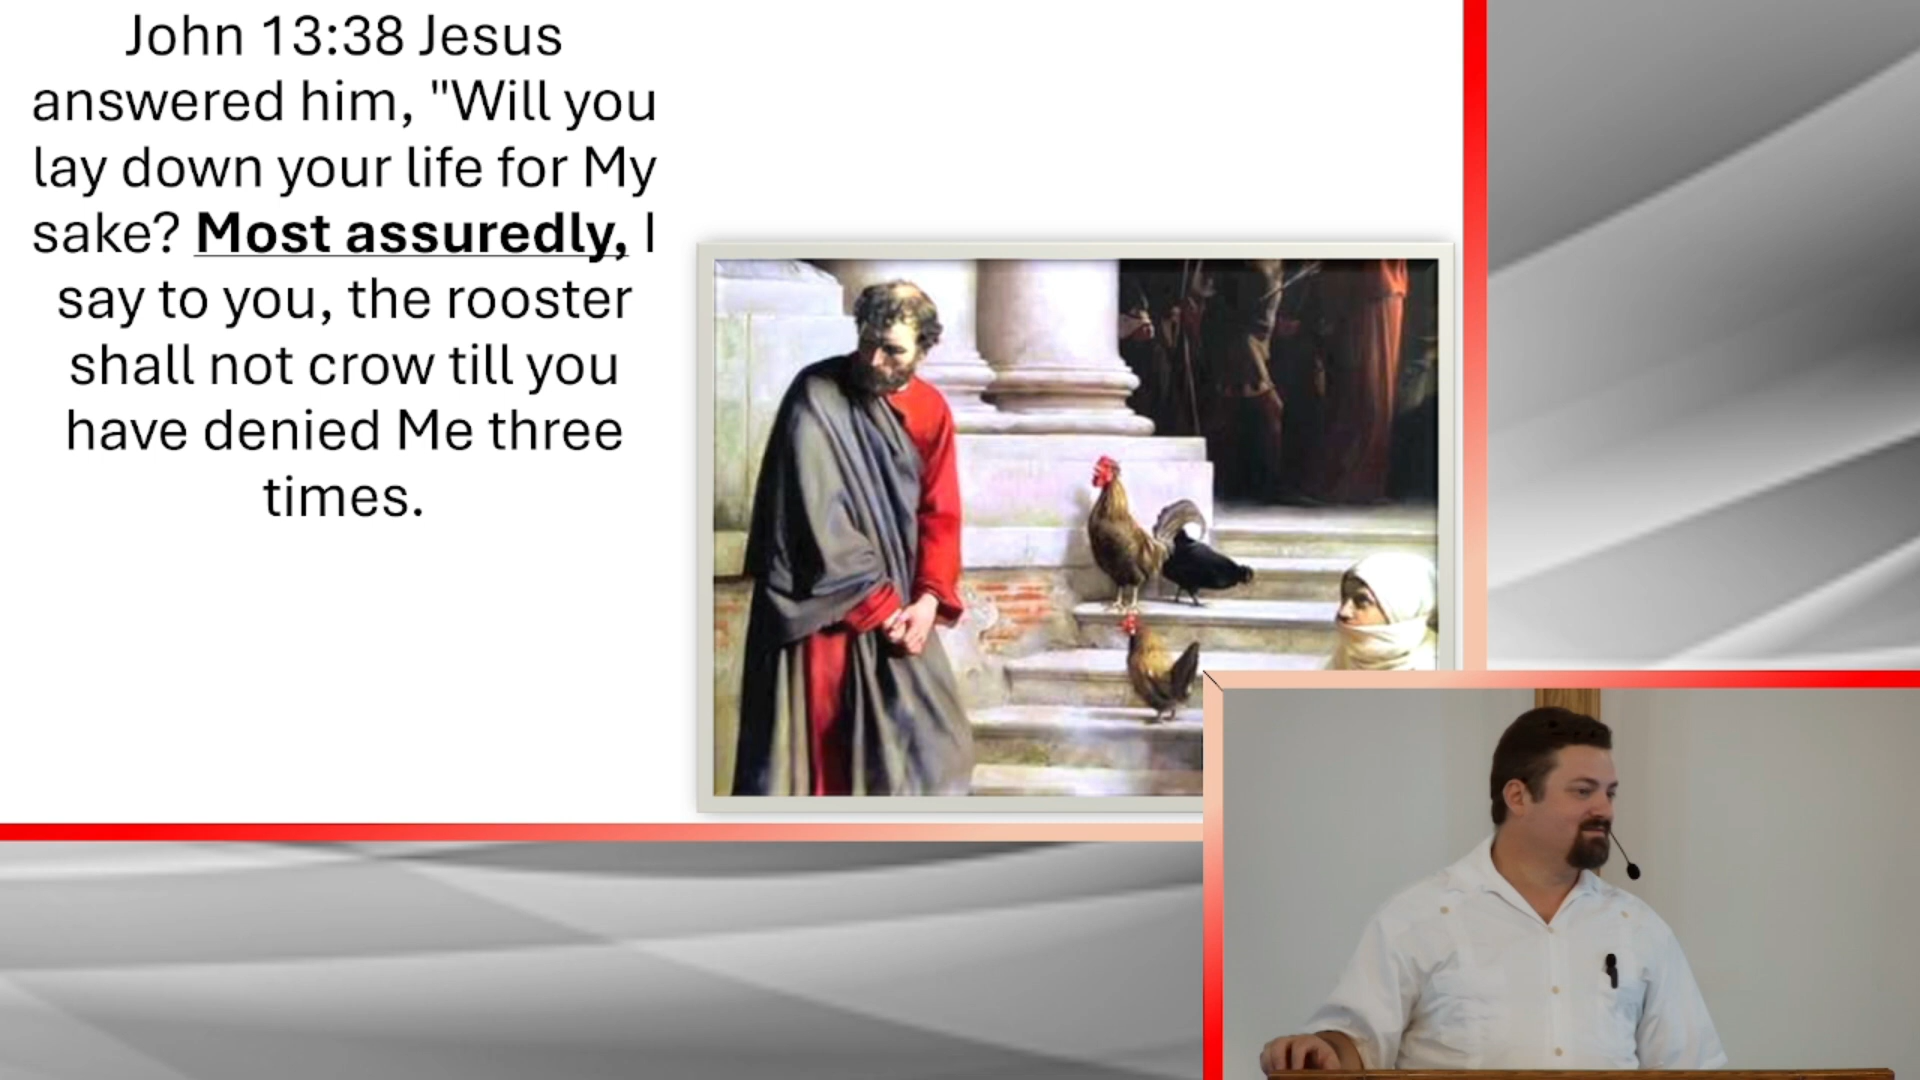 John 13:38 Jesus
answered him, "Will you
lay down your life for My
sake? Most assuredly, I
say to you, the rooster
shall not crow till you
have denied Me three
times.